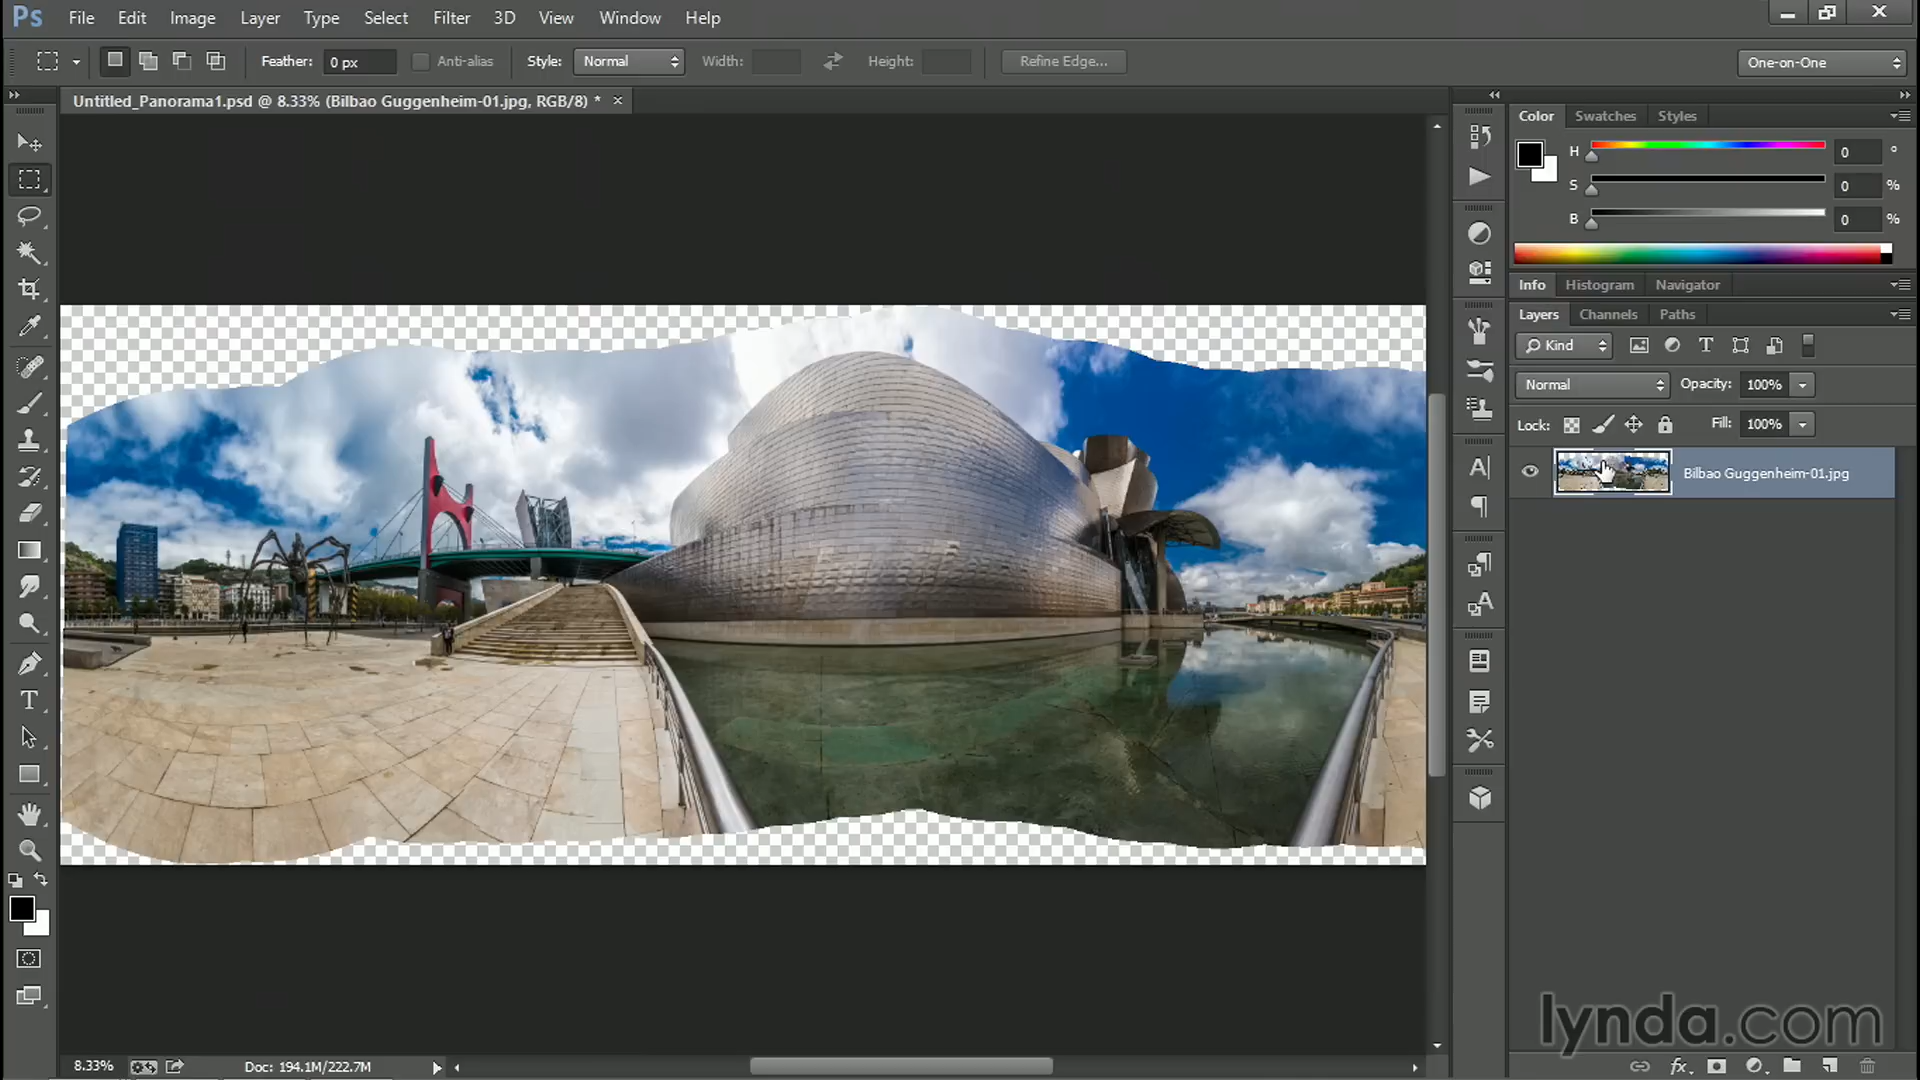 Ps File Edit Image Layer Type Select Filter 3D View Window Help
Feather: 0 px Anti-alias Style: Normal Width: Height: Refine Edge... One-on-One
Untitled_Panorama1.psd @ 8.33% (Bilbao Guggenheim-01.jpg, RGB/8) * ×
Color Swatches Styles
H 0 °
S 0 %
B 0 %
Info Histogram Navigator
Layers Channels Paths
Kind
Normal Opacity: 100%
Lock: Fill: 100%
Bilbao Guggenheim-01.jpg
lynda.com
8.33% Doc: 194.1M/222.7M
fx